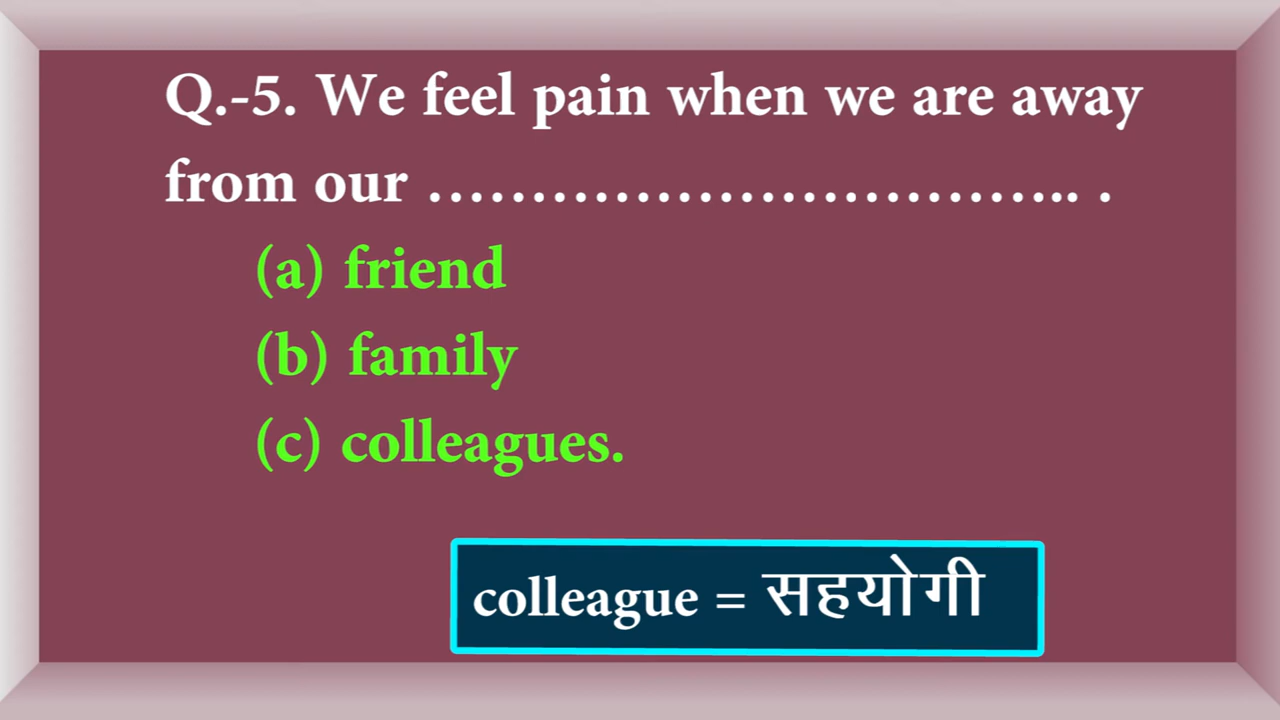 Q.-5. We feel pain when we are away
from our …………………………….. .
(a) friend
(b) family
(c) colleagues.
colleague = सहयोगी